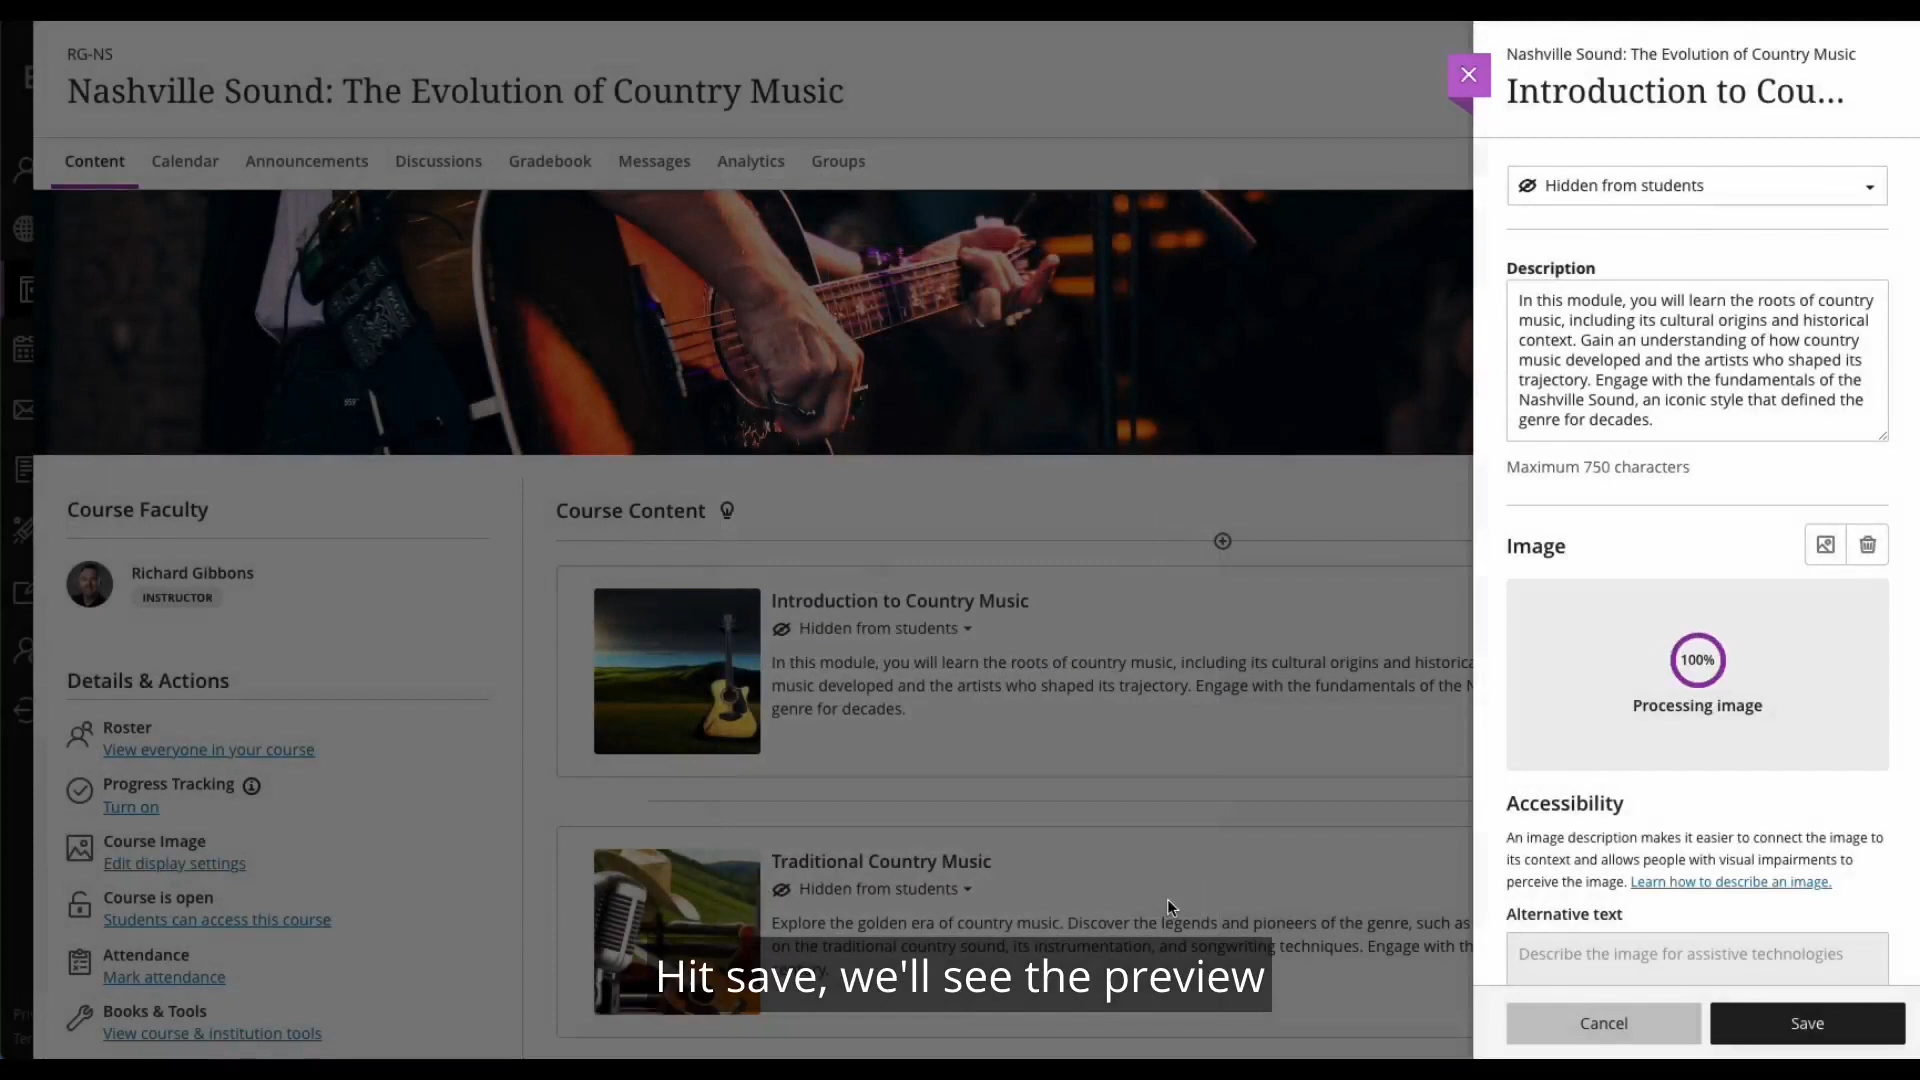 RG-NS
Nashville Sound: The Evolution of Country Music
Content Calendar Announcements Discussions Gradebook Messages Analytics Groups
Course Faculty
Richard Gibbons
INSTRUCTOR
Details & Actions
Roster
View everyone in your course
Progress Tracking
Turn on
Course Image
Edit display settings
Course is open
Students can access this course
Attendance
Mark attendance
Books & Tools
View course & institution tools
Course Content
Introduction to Country Music
Hidden from students
In this module, you will learn the roots of country music, including its cultural origins and historica
music developed and the artists who shaped its trajectory. Engage with the fundamentals of the N
genre for decades.
Traditional Country Music
Hidden from students
Explore the golden era of country music. Discover the legends and pioneers of the genre, such as
on the traditional country sound, its instrumentation, and songwriting techniques. Engage with th
Hit save, we'll see the preview
Nashville Sound: The Evolution of Country Music
Introduction to Cou...
Hidden from students
Description
In this module, you will learn the roots of country
music, including its cultural origins and historical
context. Gain an understanding of how country
music developed and the artists who shaped its
trajectory. Engage with the fundamentals of the
Nashville Sound, an iconic style that defined the
genre for decades.
Maximum 750 characters
Image
100%
Processing image
Accessibility
An image description makes it easier to connect the image to
its context and allows people with visual impairments to
perceive the image. Learn how to describe an image.
Alternative text
Describe the image for assistive technologies
Cancel
Save